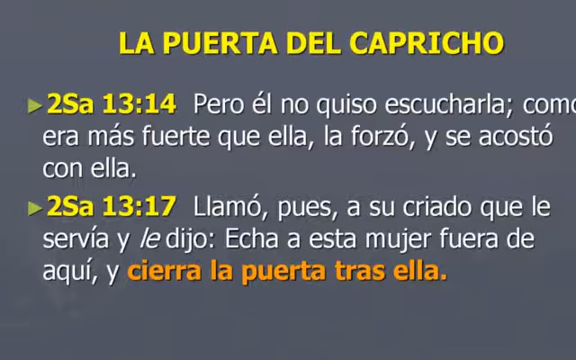 LA PUERTA DEL CAPRICHO
►2Sa 13:14 Pero él no quiso escucharla; como
era más fuerte que ella, la forzó, y se acostó
con ella.
►2Sa 13:17 Llamó, pues, a su criado que le
servía y le dijo: Echa a esta mujer fuera de
aquí, y cierra la puerta tras ella.